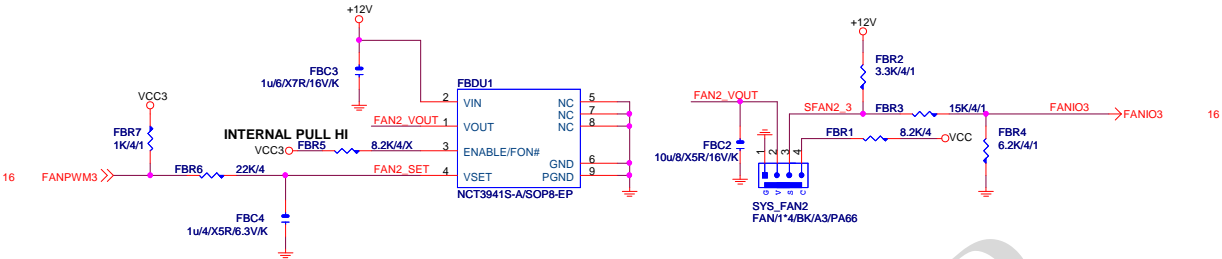 +12V
FBC3
1u/6/X7R/16V/K
VCC3
FBR7
1K/4/1
INTERNAL PULL HI
VCC3
FBR5
8.2K/4/X
16
FANPWM3
FBR6
22K/4
FAN2_VOUT
FAN2_SET
FBC4
1u/4/X5R/6.3V/K
FBDU1
2
VIN
1
VOUT
3
ENABLE/FON#
4
VSET
NC
5
NC
7
NC
8
GND
6
PGND
9
NCT3941S-A/SOP8-EP
+12V
FBR2
3.3K/4/1
FAN2_VOUT
SFAN2_3
FBR3
15K/4/1
FANIO3
FANIO3
16
FBC2
10u/8/X5R/16V/K
FBR1
8.2K/4
VCC
FBR4
6.2K/4/1
1
2
3
4
G
V
S
C
SYS_FAN2
FAN/1*4/BK/A3/PA66